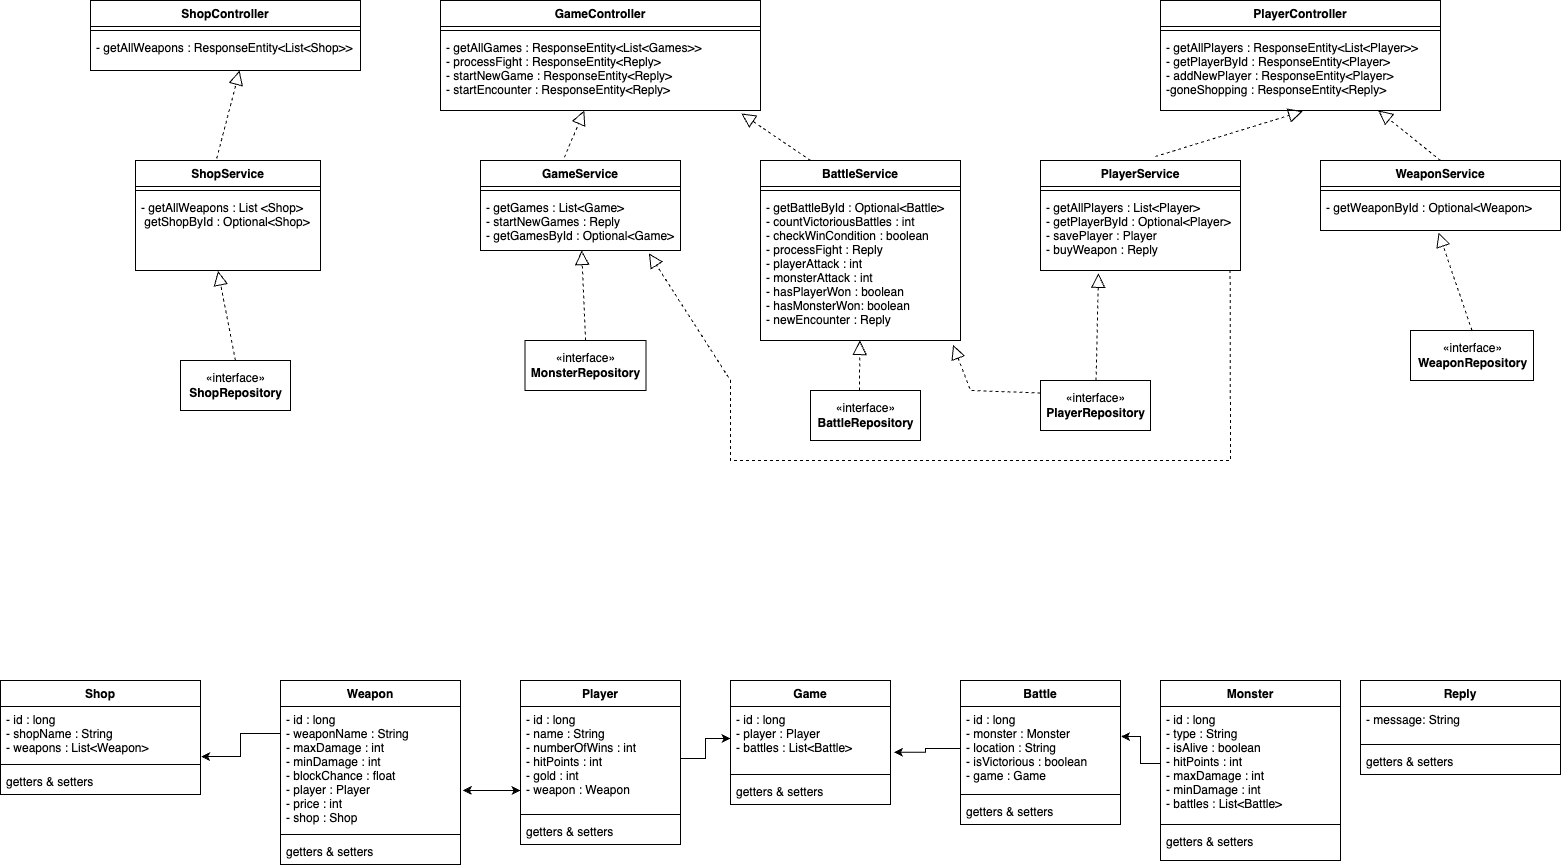 ShopController
- getAllWeapons : ResponseEntity<List<Shop>>
GameController
- getAllGames : ResponseEntity<List<Games>>
- processFight : ResponseEntity<Reply>
- startNewGame : ResponseEntity<Reply>
- startEncounter : ResponseEntity<Reply>
PlayerController
- getAllPlayers : ResponseEntity<List<Player>>
- getPlayerById : ResponseEntity<Player>
- addNewPlayer : ResponseEntity<Player>
-goneShopping : ResponseEntity<Reply>
ShopService
- getAllWeapons : List <Shop>
getShopById : Optional<Shop>
GameService
- getGames : List<Game>
- startNewGames : Reply
- getGamesById : Optional<Game>
BattleService
- getBattleById : Optional<Battle>
- countVictoriousBattles : int
- checkWinCondition : boolean
- processFight : Reply
- playerAttack : int
- monsterAttack : int
- hasPlayerWon : boolean
- hasMonsterWon: boolean
- newEncounter : Reply
PlayerService
- getAllPlayers : List<Player>
- getPlayerById : Optional<Player>
- savePlayer : Player
- buyWeapon : Reply
WeaponService
- getWeaponById : Optional<Weapon>
«interface»
ShopRepository
«interface»
MonsterRepository
«interface»
BattleRepository
«interface»
PlayerRepository
«interface»
WeaponRepository
Shop
- id : long
- shopName : String
- weapons : List<Weapon>
getters & setters
Weapon
- id : long
- weaponName : String
- maxDamage : int
- minDamage : int
- blockChance : float
- player : Player
- price : int
- shop : Shop
getters & setters
Player
- id : long
- name : String
- numberOfWins : int
- hitPoints : int
- gold : int
- weapon : Weapon
getters & setters
Game
- id : long
- player : Player
- battles : List<Battle>
getters & setters
Battle
- id : long
- monster : Monster
- location : String
- isVictorious : boolean
- game : Game
getters & setters
Monster
- id : long
- type : String
- isAlive : boolean
- hitPoints : int
- maxDamage : int
- minDamage : int
- battles : List<Battle>
getters & setters
Reply
- message: String
getters & setters